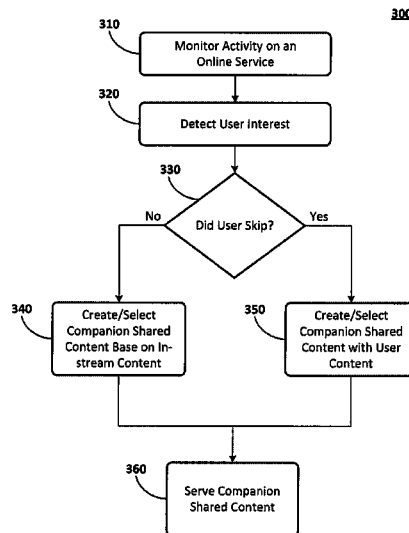 300
310
Monitor Activity on an
Online Service
320
Detect User Interest
330
Did User Skip?
No
Yes
340
Create/Select
Companion Shared
Content Base on In-
stream Content
350
Create/Select
Companion Shared
Content with User
Content
360
Serve Companion
Shared Content